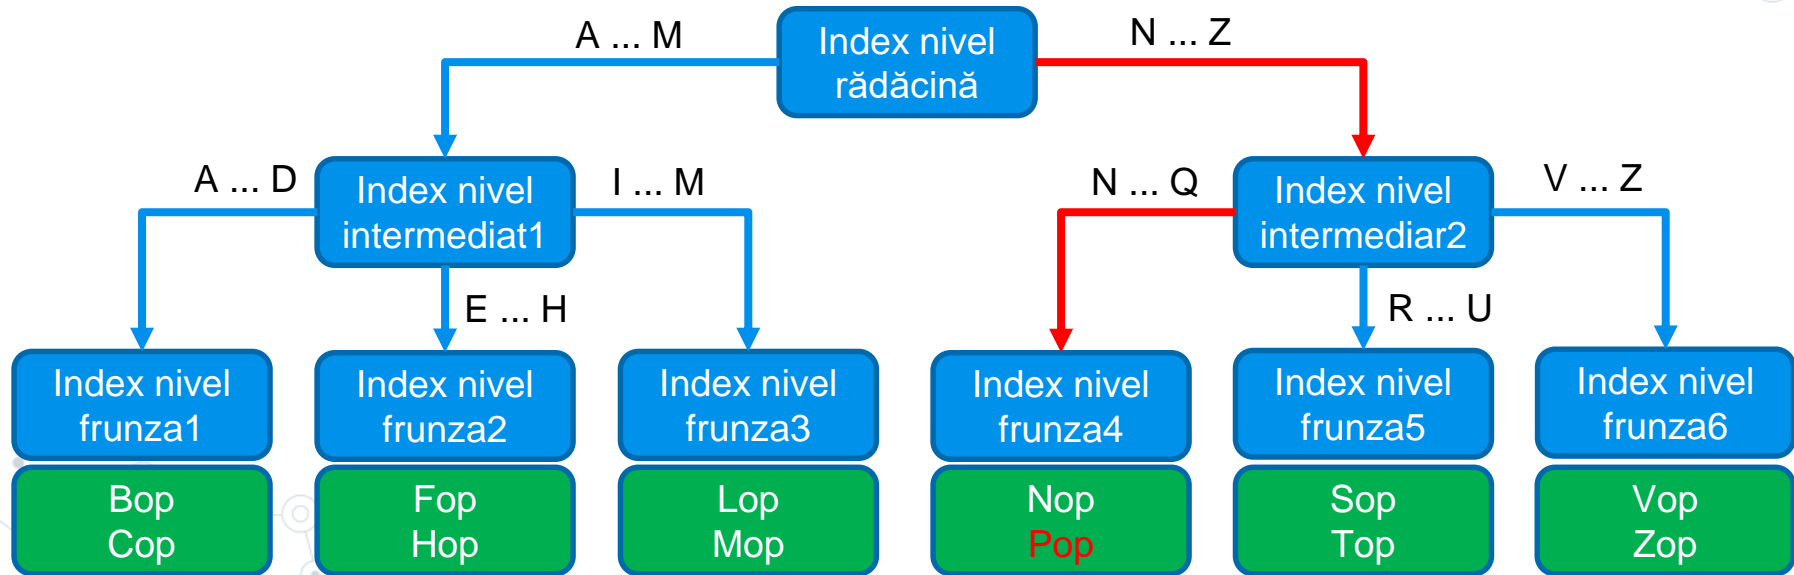 A ... M
Index nivel
rădăcină
N ... Z
A ... D
Index nivel
intermediat1
I ... M
N ... Q
Index nivel
intermediar2
V ... Z
E ... H
R ... U
Index nivel
frunza1
Index nivel
frunza2
Index nivel
frunza3
Index nivel
frunza4
Index nivel
frunza5
Index nivel
frunza6
Bop
Cop
Fop
Hop
Lop
Mop
Nop
Pop
Sop
Top
Vop
Zop